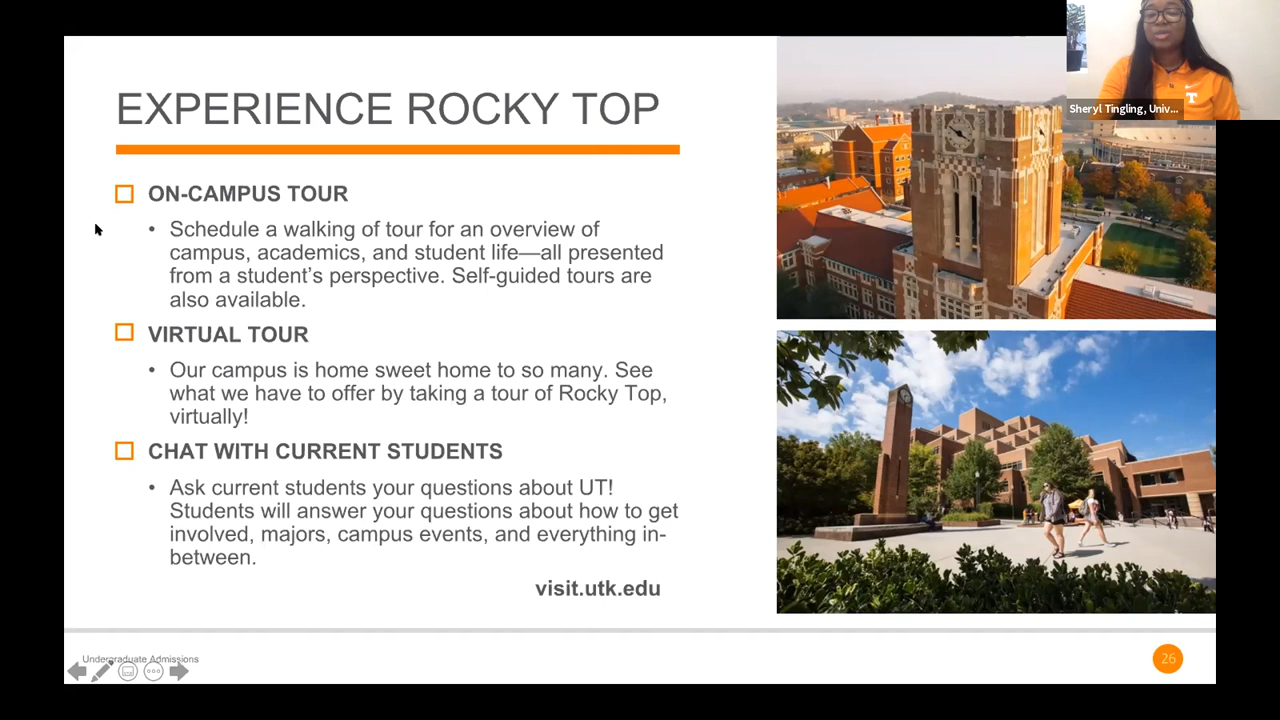 EXPERIENCE ROCKY TOP
ON-CAMPUS TOUR
• Schedule a walking of tour for an overview of
campus, academics, and student life—all presented
from a student's perspective. Self-guided tours are
also available.
VIRTUAL TOUR
• Our campus is home sweet home to so many. See
what we have to offer by taking a tour of Rocky Top,
virtually!
CHAT WITH CURRENT STUDENTS
• Ask current students your questions about UT!
Students will answer your questions about how to get
involved, majors, campus events, and everything in-
between.
visit.utk.edu
Undergraduate Admissions
26
Sheryl Tingling, Univ...
T